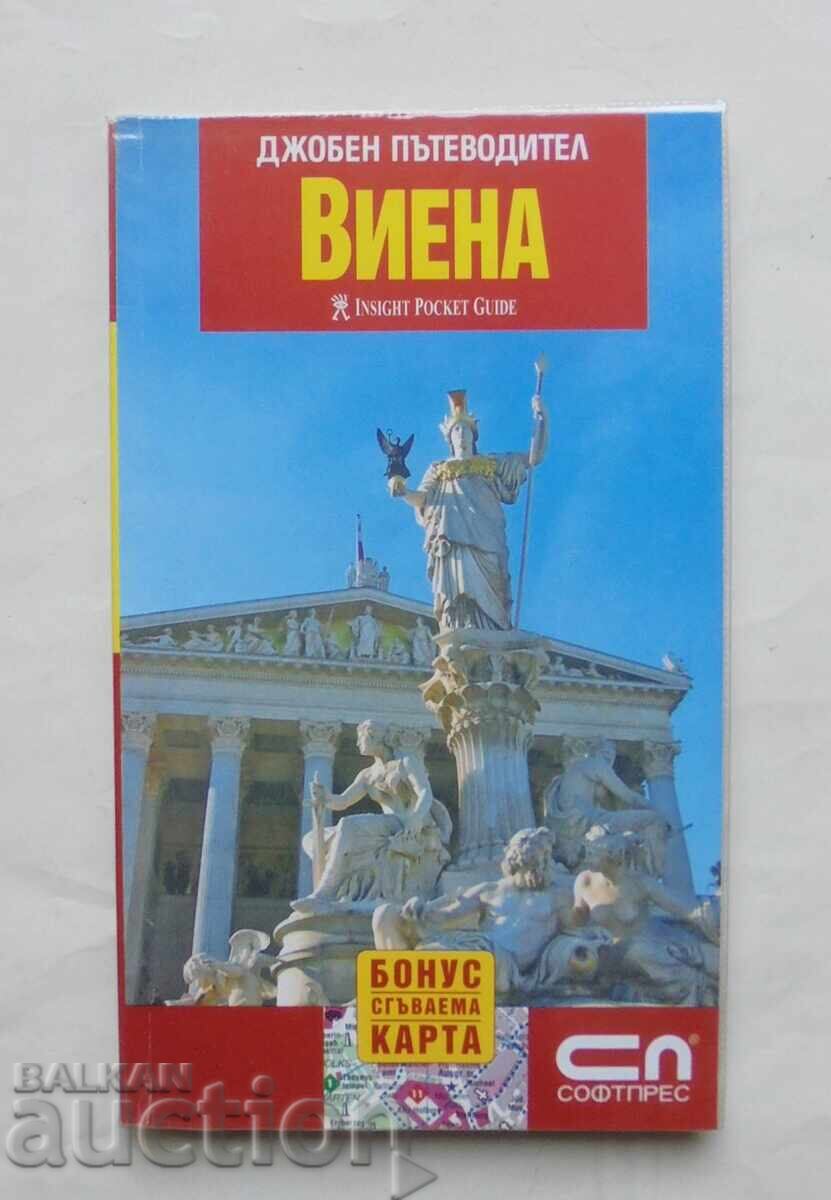 ДЖОБЕН ПЪТЕВОДИТЕЛ
ВИЕНА
INSIGHT POCKET GUIDE
БОНУС
СГЪВАЕМА
КАРТА
СП®
СОФТПРЕС
BALKAN
auction